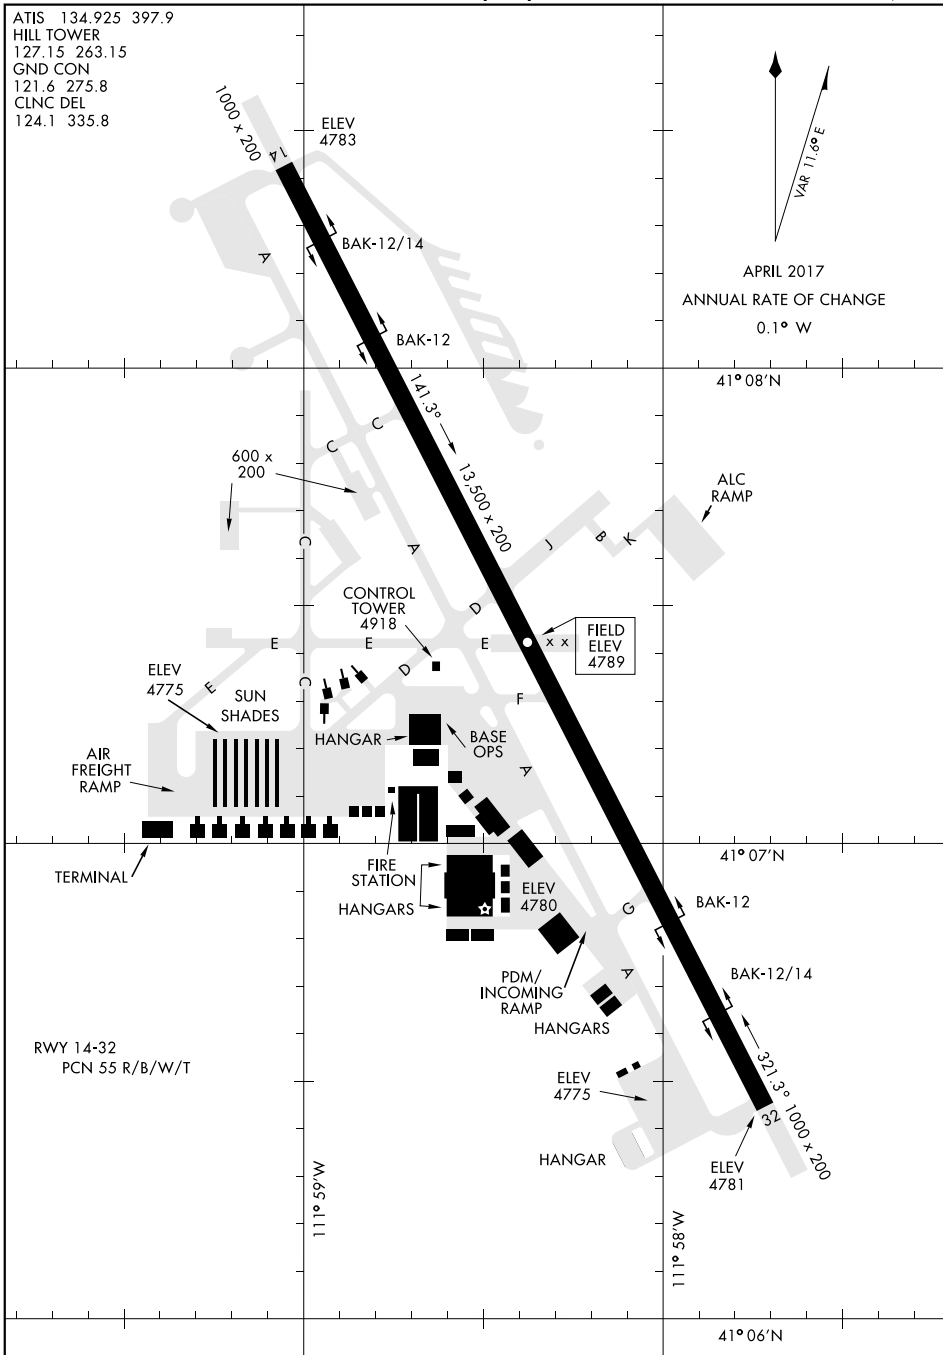 ATIS 134.925 397.9
HILL TOWER
127.15 263.15
GND CON
121.6 275.8
CLNC DEL
124.1 335.8
1000 x 200
ELEV
4783
14
VAR 11.6° E
A
BAK-12/14
APRIL 2017
ANNUAL RATE OF CHANGE
0.1° W
BAK-12
41° 08'N
141.3°
C
C
600 x
200
13,500 x 200
ALC
RAMP
C
A
J
B
K
CONTROL
TOWER
4918
D
E
E
E
x x
FIELD
ELEV
4789
ELEV
4775
E
C
D
SUN
SHADES
F
HANGAR
BASE
OPS
AIR
FREIGHT
RAMP
A
41° 07'N
TERMINAL
FIRE
STATION
HANGARS
ELEV
4780
G
BAK-12
A
BAK-12/14
PDM/
INCOMING
RAMP
HANGARS
RWY 14-32
PCN 55 R/B/W/T
321.3°
ELEV
4775
32
1000 x 200
HANGAR
ELEV
4781
111° 59'W
111° 58'W
41° 06'N